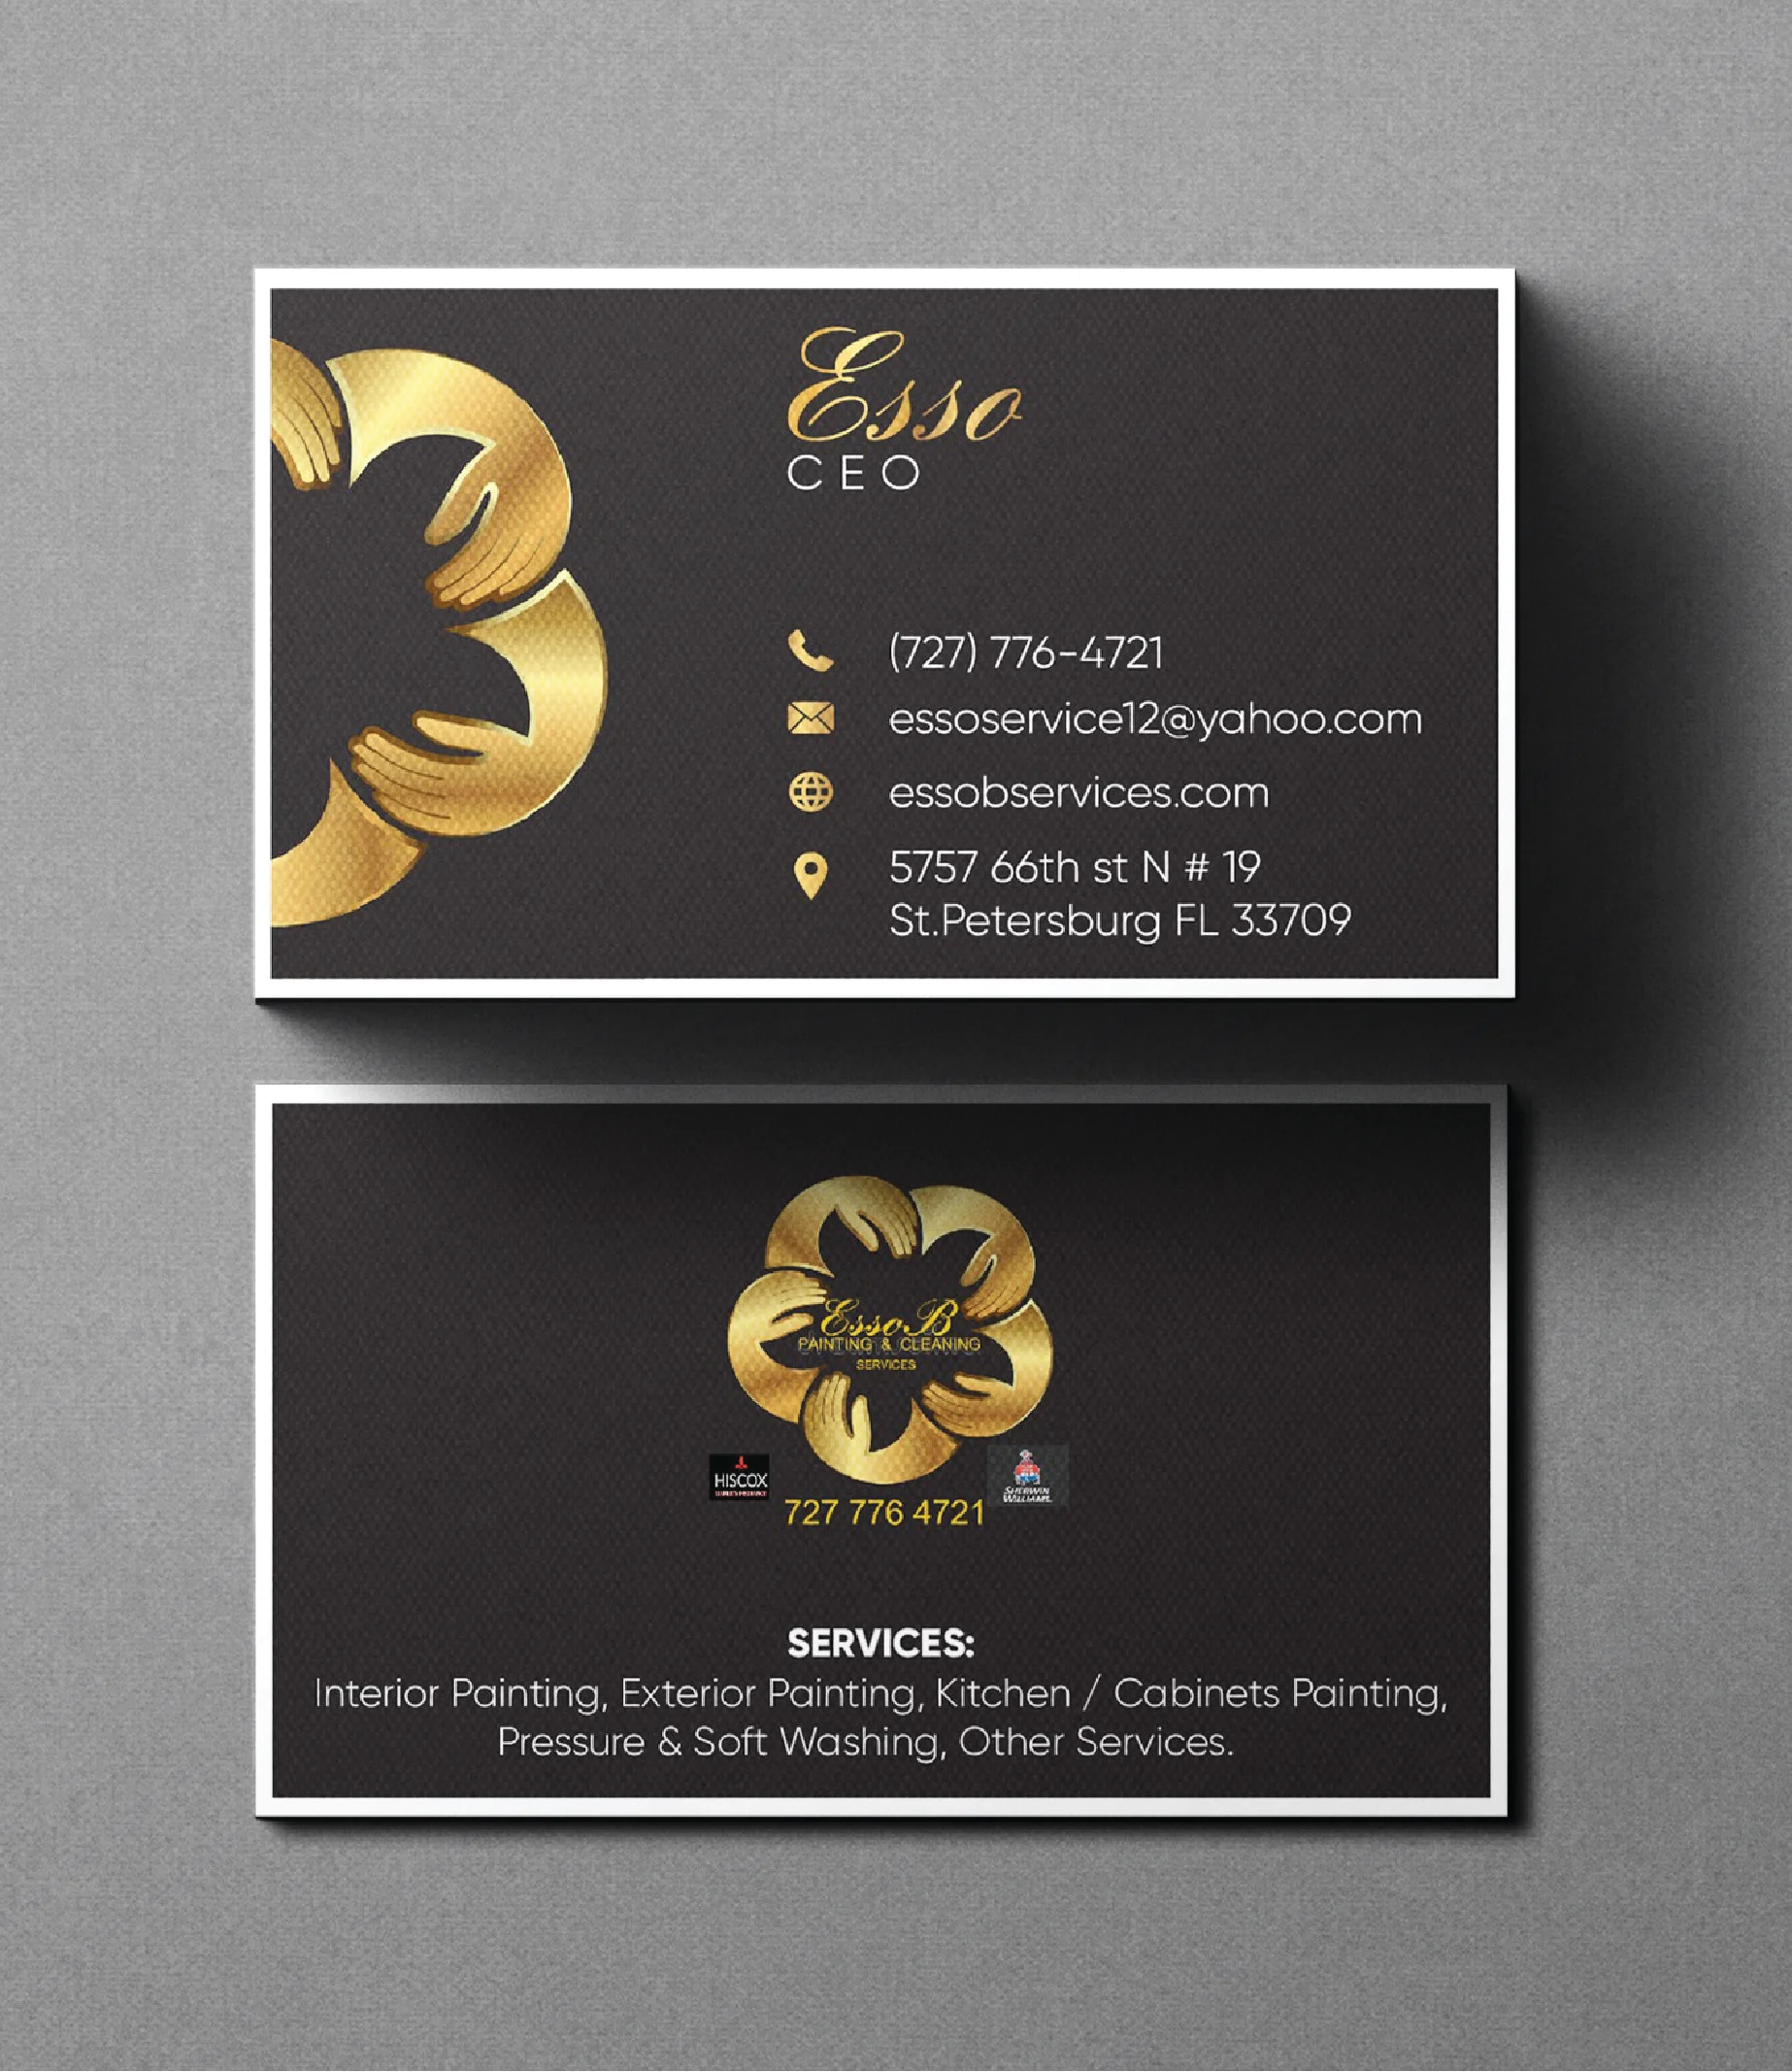 Esso
CEO
(727) 776-4721
essoservice12@yahoo.com
essobservices.com
5757 66th st N # 19
St.Petersburg FL 33709
EssoB
PAINTING & CLEANING
SERVICES
HISCOX
SHERWIN
WILLIAMS.
727 776 4721
SERVICES:
Interior Painting, Exterior Painting, Kitchen / Cabinets Painting,
Pressure & Soft Washing, Other Services.